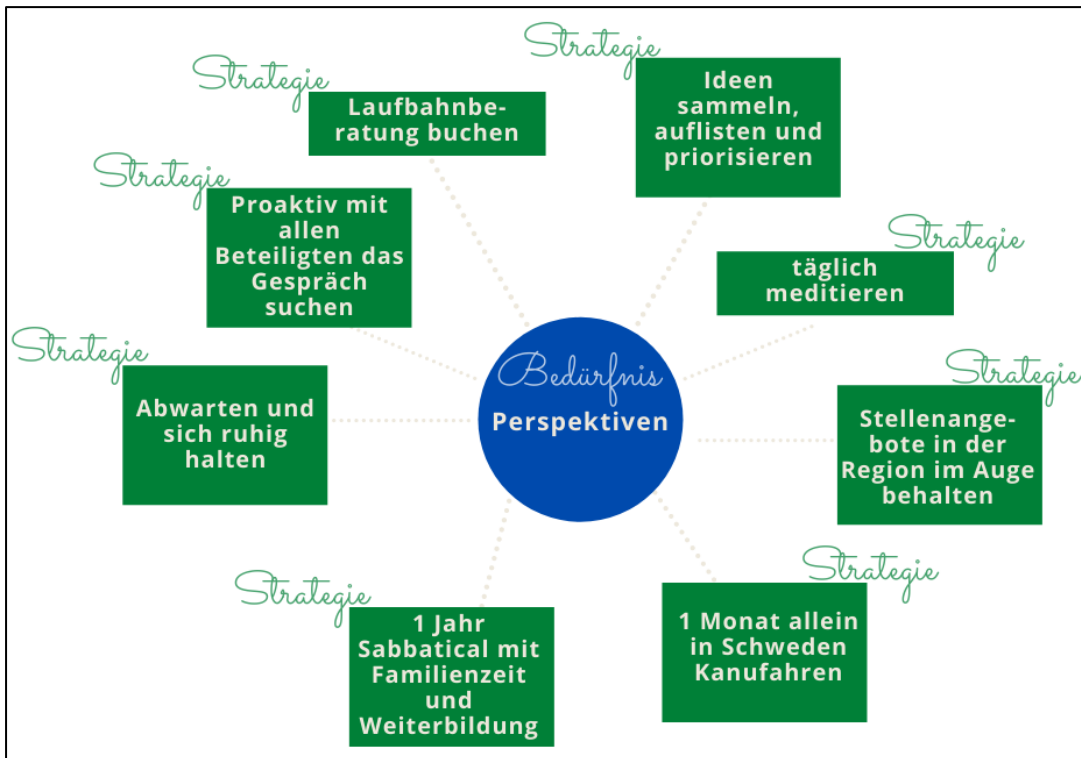 Strategie
Ideen
sammeln,
auflisten und
priorisieren
Strategie
Laufbahnbe-
ratung buchen
Strategie
Proaktiv mit
allen
Beteiligten das
Gespräch
suchen
Strategie
täglich
meditieren
Strategie
Abwarten und
sich ruhig
halten
Bedürfnis
Perspektiven
Strategie
Stellenange-
bote in der
Region im Auge
behalten
Strategie
1 Jahr
Sabbatical mit
Familienzeit
und
Weiterbildung
Strategie
1 Monat allein
in Schweden
Kanufahren